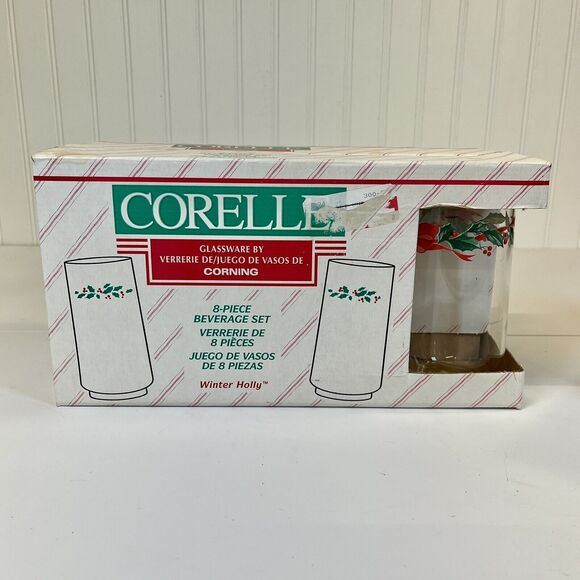 CORELLE
GLASSWARE BY
VERRERIE DE/JUEGO DE VASOS DE
CORNING
8-PIECE
BEVERAGE SET
VERRERIE DE
8 PIÈCES
JUEGO DE VASOS
DE 8 PIEZAS
Winter Holly™